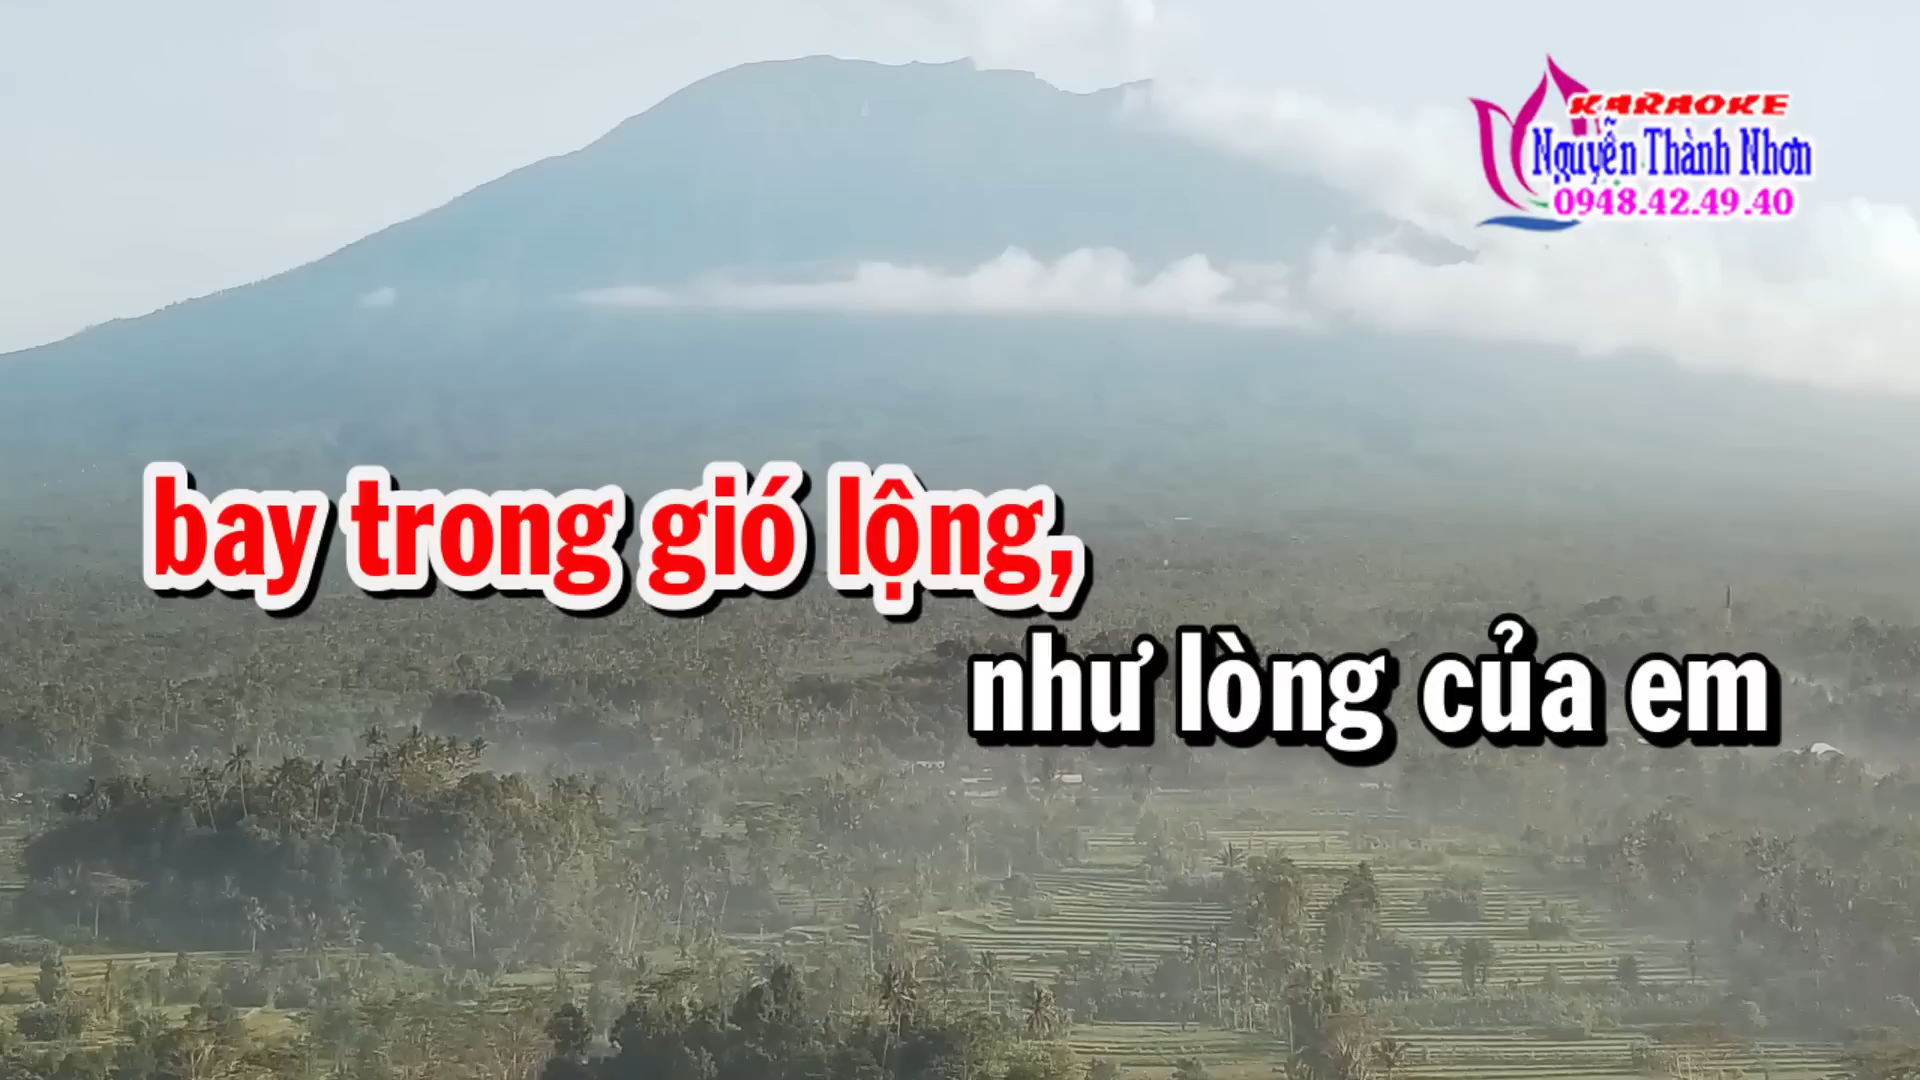 KARAOKE
Nguyễn Thành Nhơn
0948.42.49.40
bay trong gió lộng,
như lòng của em